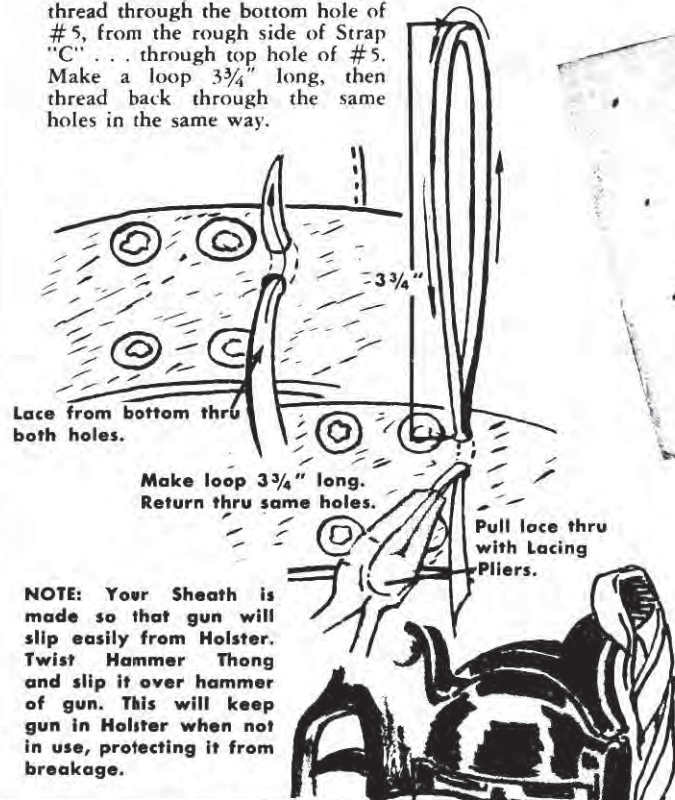 thread through the bottom hole of
#5, from the rough side of Strap
"C" . . . through top hole of #5.
Make a loop 3¾" long, then
thread back through the same
holes in the same way.
3¾"
Lace from bottom thru
both holes.
Make loop 3¾" long.
Return thru same holes.
Pull lace thru
with Lacing
Pliers.
NOTE: Your Sheath is
made so that gun will
slip easily from Holster.
Twist Hammer Thong
and slip it over hammer
of gun. This will keep
gun in Holster when not
in use, protecting it from
breakage.